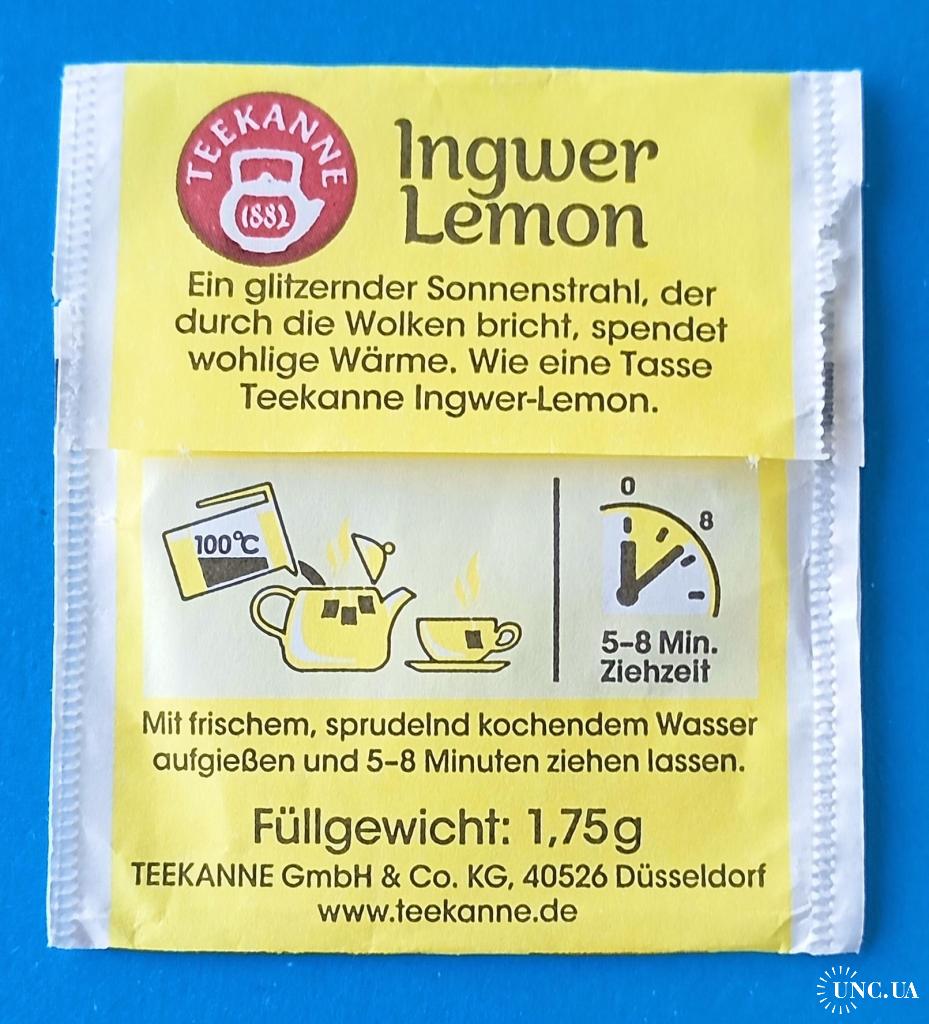 TEEKANNE
1882
Ingwer
Lemon
Ein glitzernder Sonnenstrahl, der
durch die Wolken bricht, spendet
wohlige Wärme. Wie eine Tasse
Teekanne Ingwer-Lemon.
100°C
0
8
5-8 Min.
Ziehzeit
Mit frischem, sprudelnd kochendem Wasser
aufgießen und 5-8 Minuten ziehen lassen.
Füllgewicht: 1,75g
TEEKANNE GmbH & Co. KG, 40526 Düsseldorf
www.teekanne.de
UNC.UA